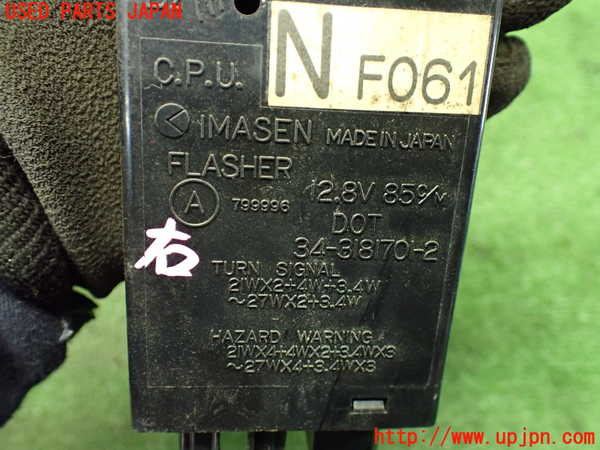 USED PARTS JAPAN
C.P.U.
N F061
IMASEN MADE IN JAPAN
FLASHER
A 799996 12.8V 85c/m
DOT
34-318170-2
右
TURN SIGNAL
21WX2+4W+3.4W
~27WX2+3.4W
HAZARD WARNING
21WX4+4WX2+3.4WX3
~27WX4+3.4WX3
http://www.upjpn.com